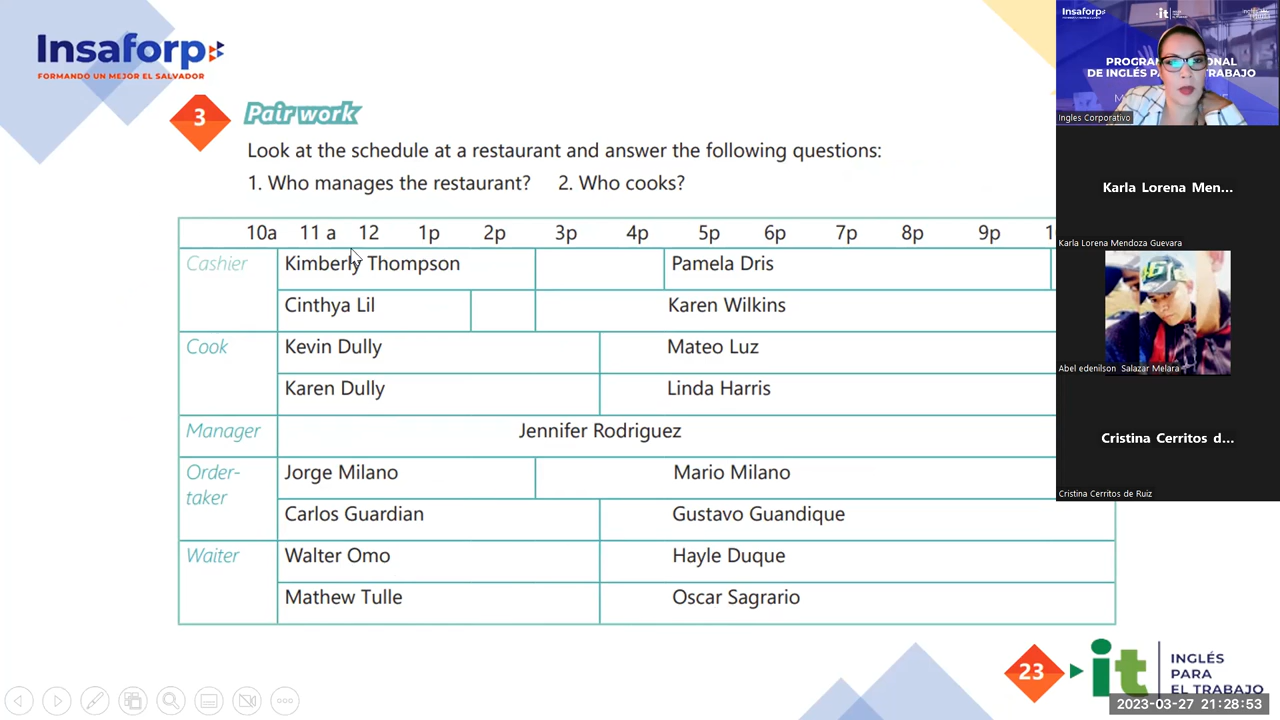 Insaforp
FORMANDO UN MEJOR EL SALVADOR
3
Pair work
Look at the schedule at a restaurant and answer the following questions:
1. Who manages the restaurant? 2. Who cooks?
10a 11 a 12 1p 2p 3p 4p 5p 6p 7p 8p 9p
Cashier Kimberly Thompson Pamela Dris
Cinthya Lil Karen Wilkins
Cook Kevin Dully Mateo Luz
Karen Dully Linda Harris
Manager Jennifer Rodriguez
Order-
taker
Jorge Milano Mario Milano
Carlos Guardian Gustavo Guandique
Waiter Walter Omo Hayle Duque
Mathew Tulle Oscar Sagrario
23
it
INGLÉS
PARA
EL TRABAJO
2023-03-27 21:28:53
Insaforp
it
DE INGLÉS
TRABAJO
Ingles Corporativo
Karla Lorena Men...
Karla Lorena Mendoza Guevara
Abel edenilson Salazar Melara
Cristina Cerritos d...
Cristina Cerritos de Ruiz